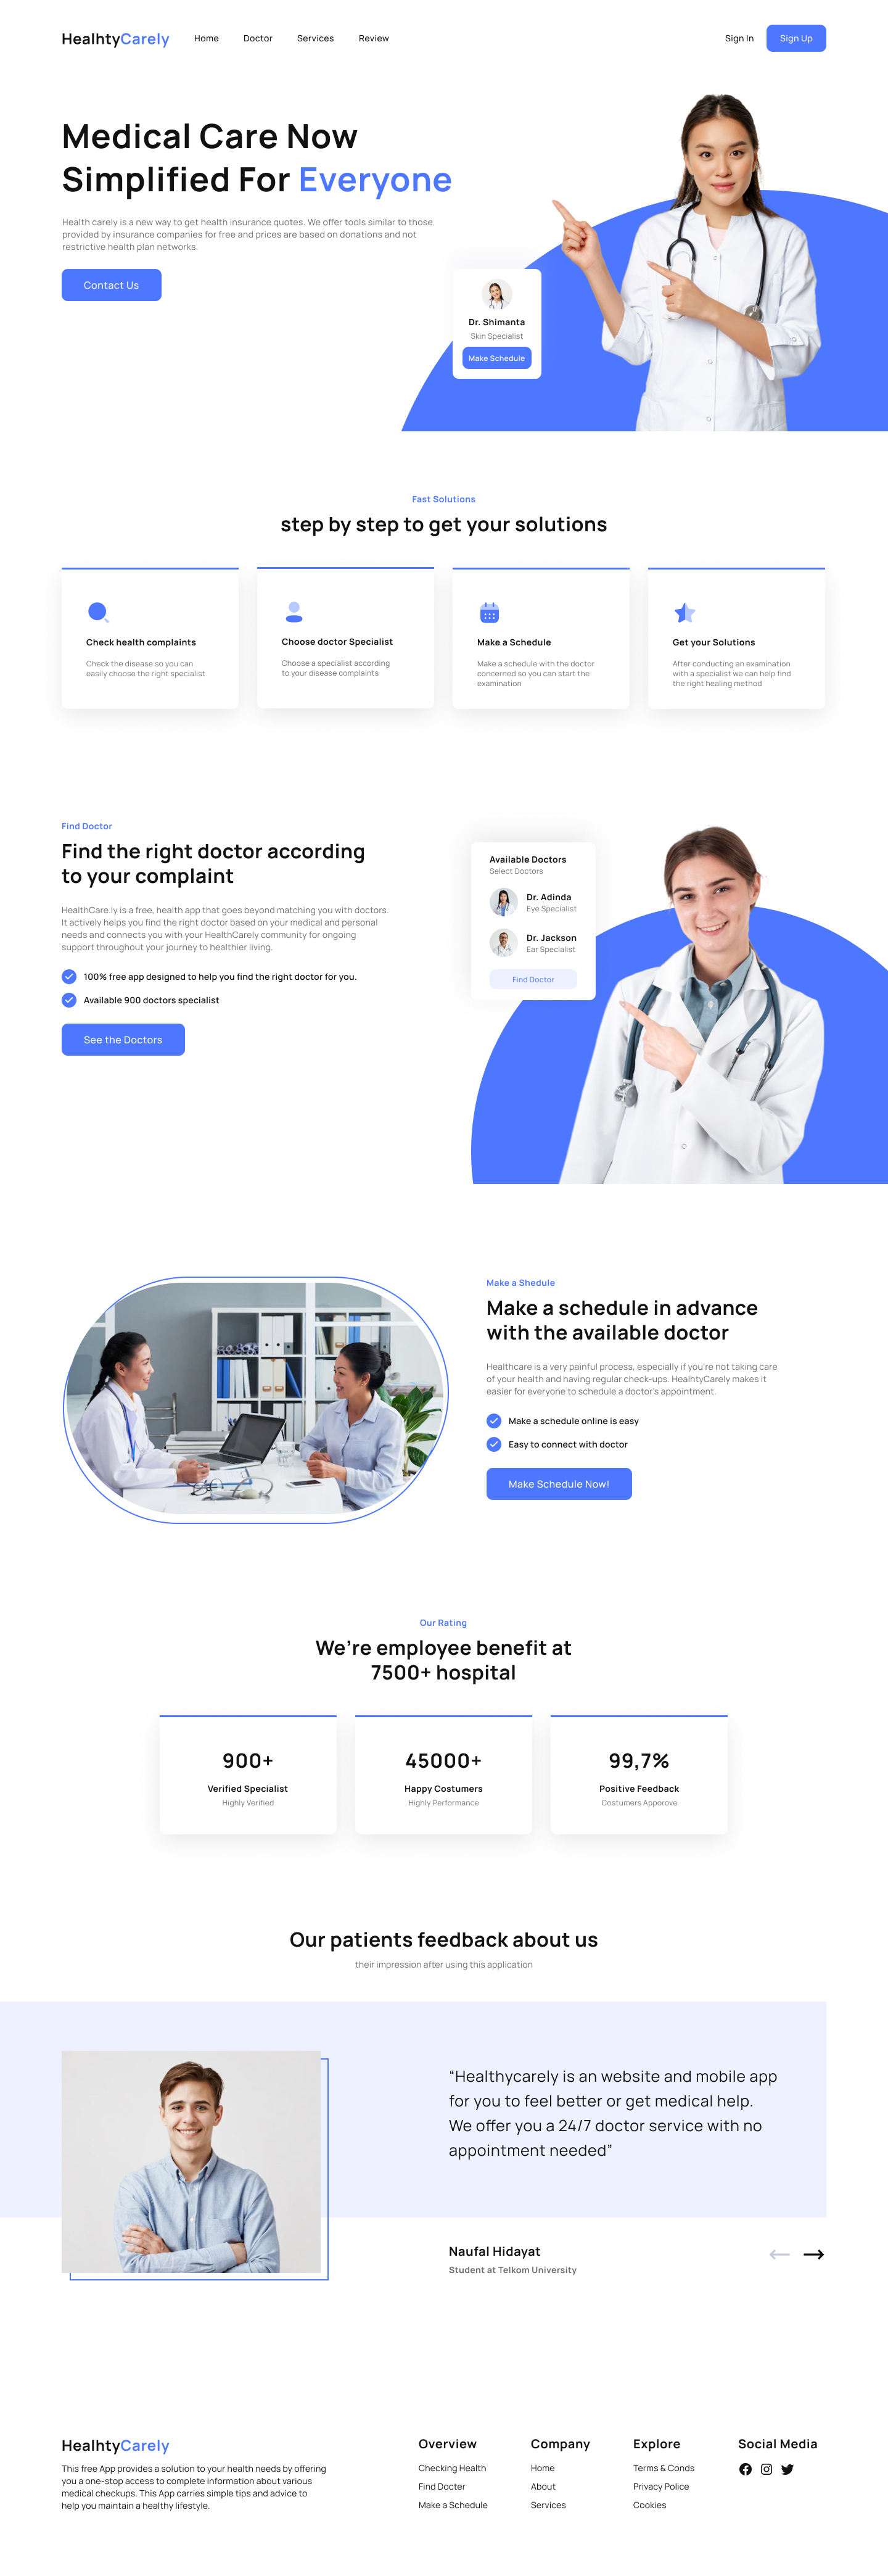 HealhtyCarely
Home
Doctor
Services
Review
Sign In
Sign Up
Medical Care Now
Simplified For Everyone
Health carely is a new way to get health insurance quotes. We offer tools similar to those
provided by insurance companies for free and prices are based on donations and not
restrictive health plan networks.
Contact Us
Dr. Shimanta
Skin Specialist
Make Schedule
Fast Solutions
step by step to get your solutions
Check health complaints
Check the disease so you can
easily choose the right specialist
Choose doctor Specialist
Choose a specialist according
to your disease complaints
Make a Schedule
Make a schedule with the doctor
concerned so you can start the
examination
Get your Solutions
After conducting an examination
with a specialist we can help find
the right healing method
Find Doctor
Find the right doctor according
to your complaint
HealthCare.ly is a free, health app that goes beyond matching you with doctors.
It actively helps you find the right doctor based on your medical and personal
needs and connects you with your HealthCarely community for ongoing
support throughout your journey to healthier living.
100% free app designed to help you find the right doctor for you.
Available 900 doctors specialist
See the Doctors
Available Doctors
Select Doctors
Dr. Adinda
Eye Specialist
Dr. Jackson
Ear Specialist
Find Doctor
Make a Shedule
Make a schedule in advance
with the available doctor
Healthcare is a very painful process, especially if you're not taking care
of your health and having regular check-ups. HealhtyCarely makes it
easier for everyone to schedule a doctor's appointment.
Make a schedule online is easy
Easy to connect with doctor
Make Schedule Now!
Our Rating
We're employee benefit at
7500+ hospital
900+
Verified Specialist
Highly Verified
45000+
Happy Costumers
Highly Performance
99,7%
Positive Feedback
Costumers Apporove
Our patients feedback about us
their impression after using this application
“Healthycarely is an website and mobile app
for you to feel better or get medical help.
We offer you a 24/7 doctor service with no
appointment needed”
Naufal Hidayat
Student at Telkom University
HealhtyCarely
This free App provides a solution to your health needs by offering
you a one-stop access to complete information about various
medical checkups. This App carries simple tips and advice to
help you maintain a healthy lifestyle.
Overview
Checking Health
Find Docter
Make a Schedule
Company
Home
About
Services
Explore
Terms & Conds
Privacy Police
Cookies
Social Media